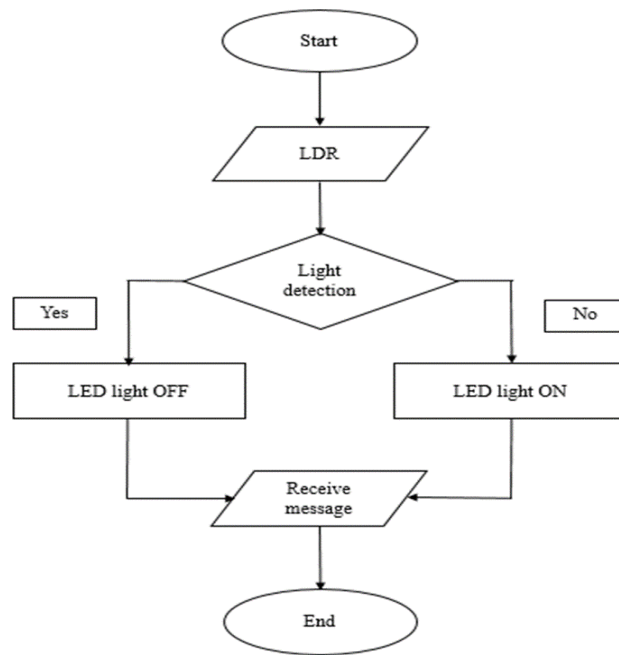 Start
LDR
Light
detection
Yes
No
LED light OFF
LED light ON
Receive
message
End